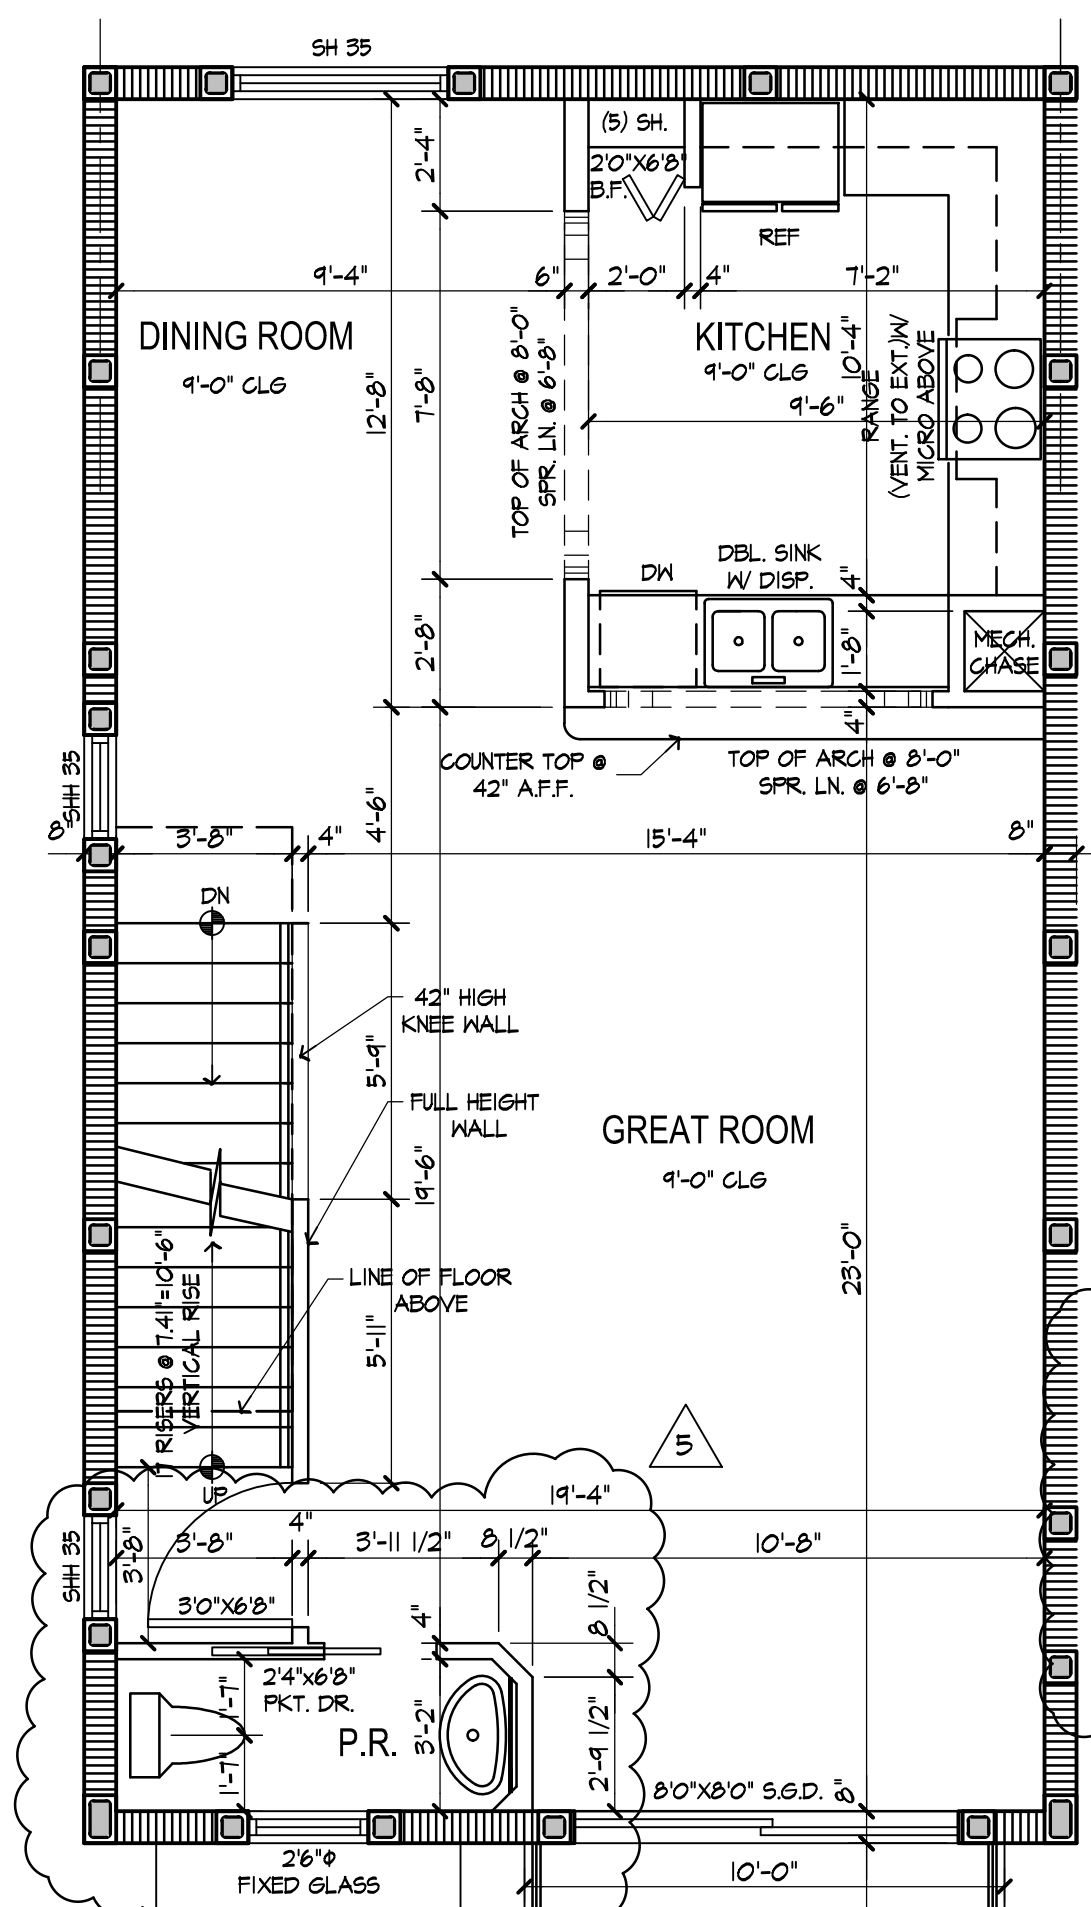 SH 35
(5) SH.
2'0"X6'8"
B.F.
REF
2'-4"
9'-4"
6"
2'-0"
4"
7'-2"
DINING ROOM
9'-0" CLG
KITCHEN
9'-0" CLG
10'-4"
9'-6"
12'-8"
7'-8"
TOP OF ARCH @ 8'-0"
SPR. LN. @ 6'-8"
RANGE
(VENT. TO EXT.)W/
MICRO ABOVE
DW
DBL. SINK
W/ DISP.
4"
2'-8"
1'-8"
MECH.
CHASE
4"
COUNTER TOP @
42" A.F.F.
TOP OF ARCH @ 8'-0"
SPR. LN. @ 6'-8"
SHH 35
8"
3'-8"
4"
4'-6"
15'-4"
8"
DN
42" HIGH
KNEE WALL
5'-9"
FULL HEIGHT
WALL
GREAT ROOM
9'-0" CLG
19'-6"
23'-0"
LINE OF FLOOR
ABOVE
17 RISERS @ 7.41"=10'-6"
VERTICAL RISE
5'-11"
5
UP
19'-4"
SHH 35
3'-8"
3'-8"
4"
3'-11 1/2"
8 1/2"
10'-8"
3'0"X6'8"
4"
8 1/2"
2'4"x6'8"
PKT. DR.
1'-7"
P.R.
3'-2"
1'-7"
2'-9 1/2"
8'0"X8'0" S.G.D.
8"
2'6"Φ
FIXED GLASS
10'-0"